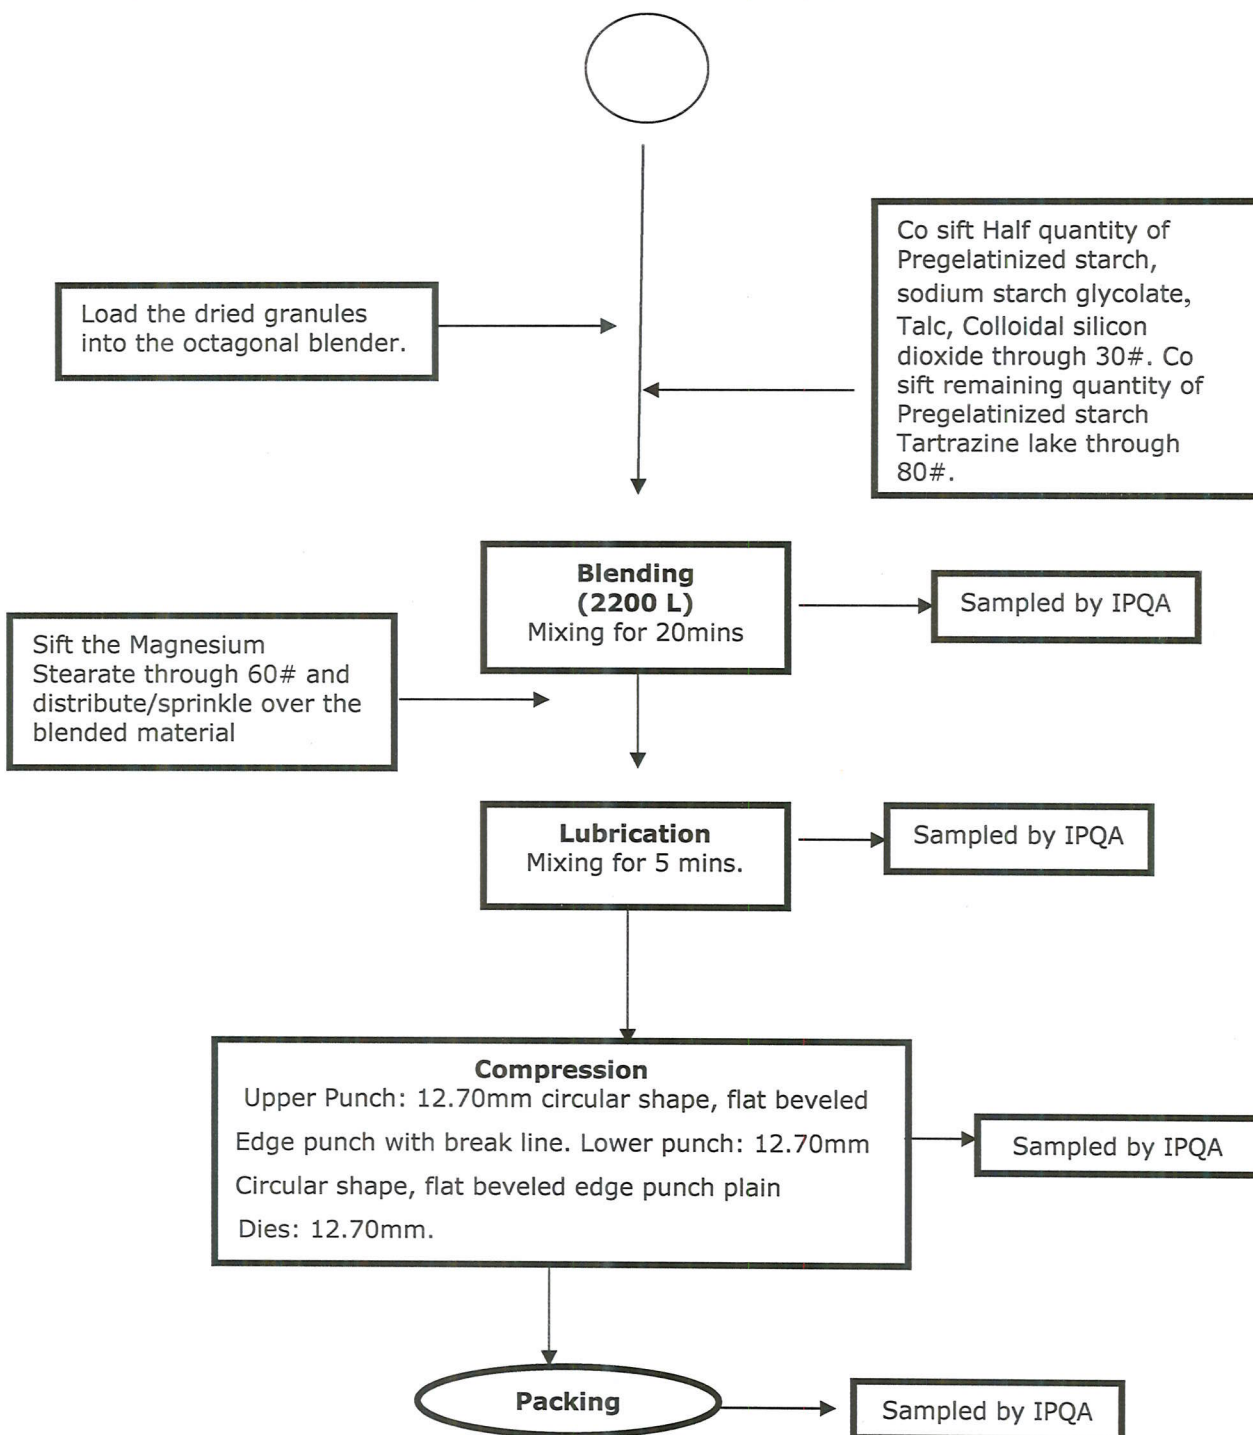 Co sift Half quantity of
Pregelatinized starch,
sodium starch glycolate,
Talc, Colloidal silicon
dioxide through 30#. Co
sift remaining quantity of
Pregelatinized starch
Tartrazine lake through
80#.
Load the dried granules
into the octagonal blender.
Blending
(2200 L)
Mixing for 20mins
Sampled by IPQA
Sift the Magnesium
Stearate through 60# and
distribute/sprinkle over the
blended material
Lubrication
Mixing for 5 mins.
Sampled by IPQA
Compression
Upper Punch: 12.70mm circular shape, flat beveled
Edge punch with break line. Lower punch: 12.70mm
Circular shape, flat beveled edge punch plain
Dies: 12.70mm.
Sampled by IPQA
Packing
Sampled by IPQA